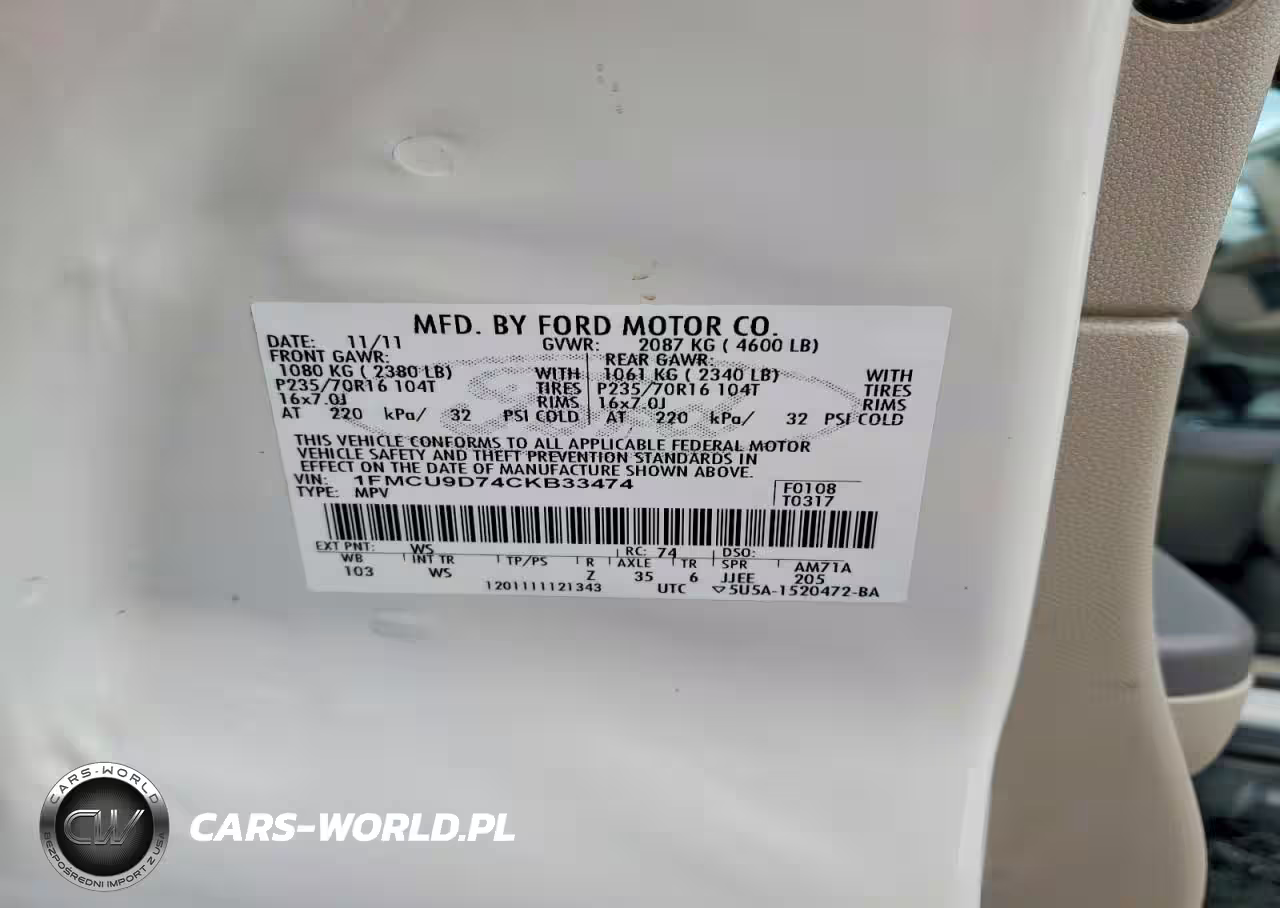 MFD. BY FORD MOTOR CO.
DATE: 11/11 GVWR: 2087 KG ( 4600 LB)
FRONT GAWR: REAR GAWR:
1080 KG ( 2380 LB) WITH 1061 KG ( 2340 LB) WITH
P235/70R16 104T TIRES P235/70R16 104T TIRES
16x7.0J RIMS 16x7.0J RIMS
AT 220 kPa/ 32 PSI COLD AT 220 kPa/ 32 PSI COLD
THIS VEHICLE CONFORMS TO ALL APPLICABLE FEDERAL MOTOR
VEHICLE SAFETY AND THEFT PREVENTION STANDARDS IN
EFFECT ON THE DATE OF MANUFACTURE SHOWN ABOVE.
VIN: 1FMCU9D74CKB33474
TYPE: MPV
F0108
T0317
EXT PNT: WS RC: 74 DSO:
WB INT TR TP/PS R AXLE TR SPR AM71A
103 WS Z 35 6 JJEE 205
1201111121343 UTC ▽5U5A-1520472-BA
CARS-WORLD
CW
BEZPOŚREDNI IMPORT Z USA
CARS-WORLD.PL